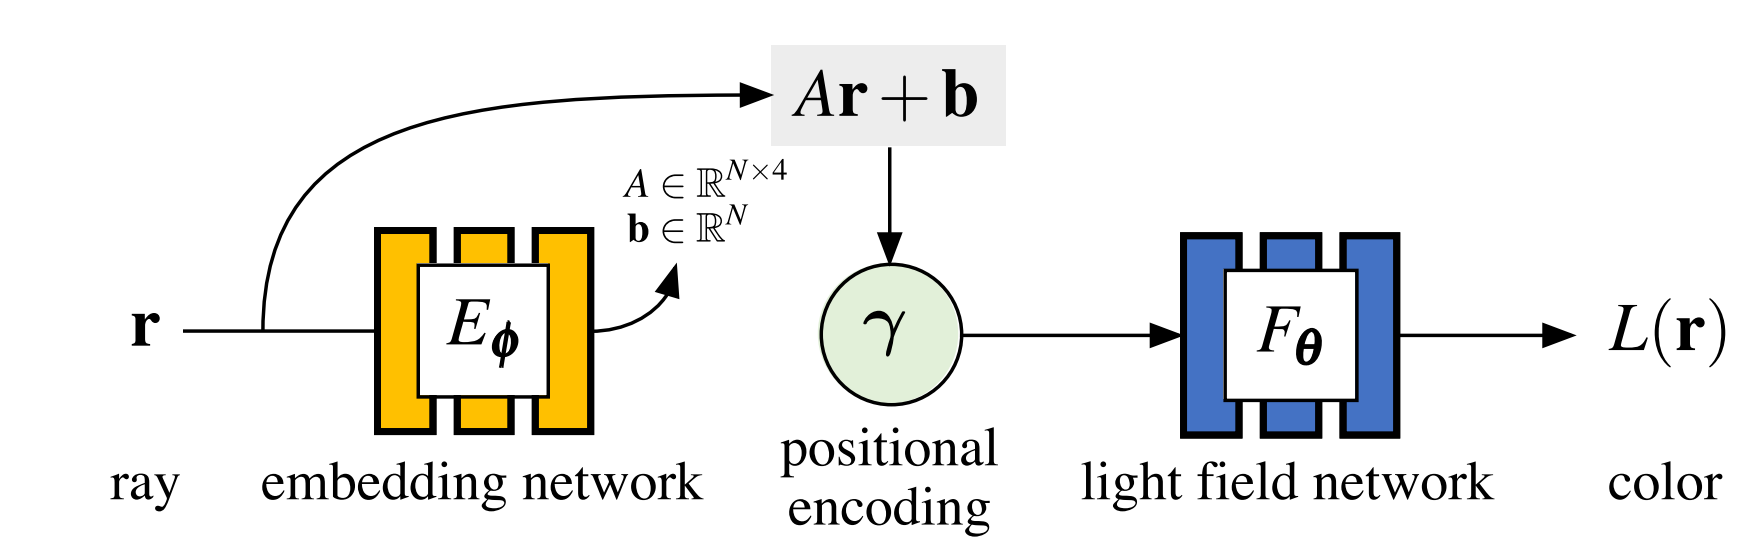 A𝐫 + 𝐛
A ∈ ℝ^{N×4}
𝐛 ∈ ℝ^N
𝐫
E_ϕ
γ
F_θ
L(𝐫)
ray
embedding network
positional
encoding
light field network
color